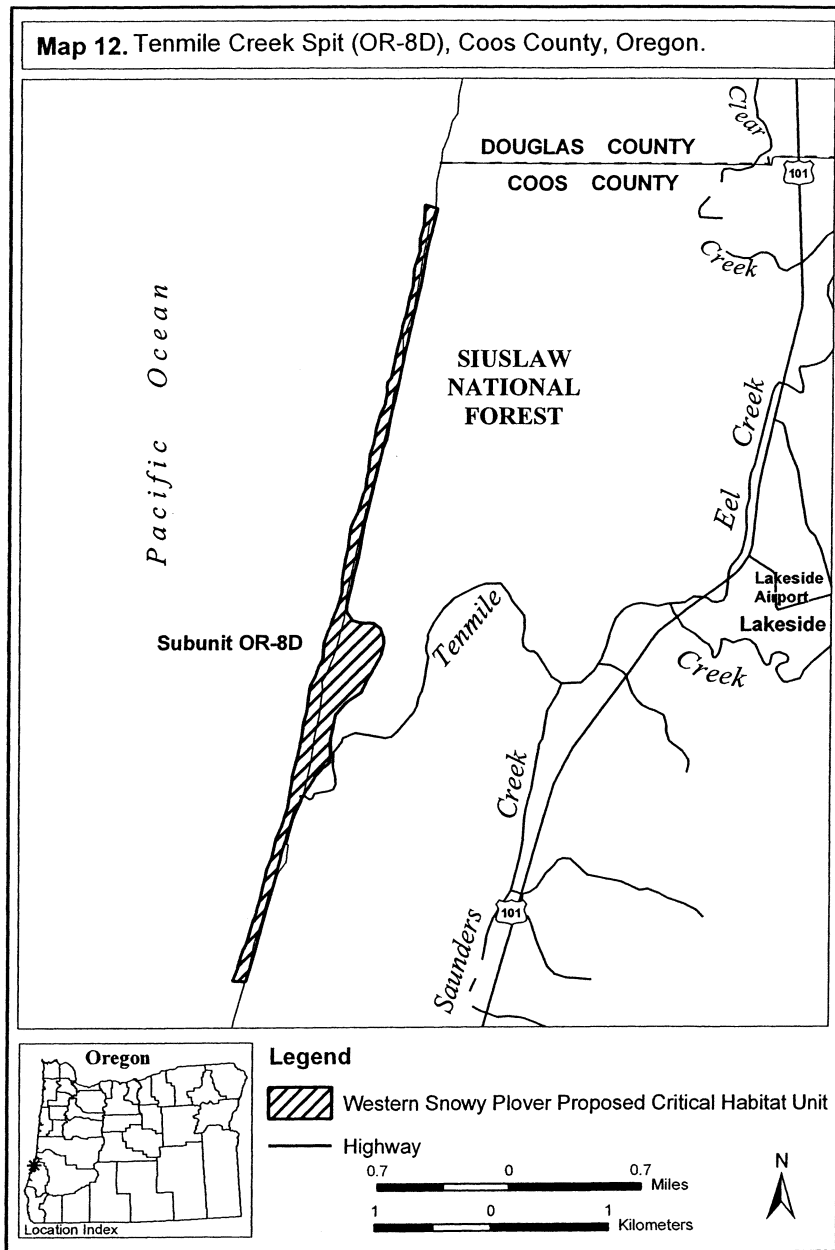 Map 12. Tenmile Creek Spit (OR-8D), Coos County, Oregon.
Clear
DOUGLAS COUNTY
101
COOS COUNTY
Creek
Pacific Ocean
SIUSLAW
NATIONAL
FOREST
Creek
Eel
Lakeside
Airport
Lakeside
Tenmile
Subunit OR-8D
Creek
Creek
101
Saunders
Oregon
Location Index
Legend
Western Snowy Plover Proposed Critical Habitat Unit
Highway
0.7 0 0.7
Miles
1 0 1
Kilometers
N